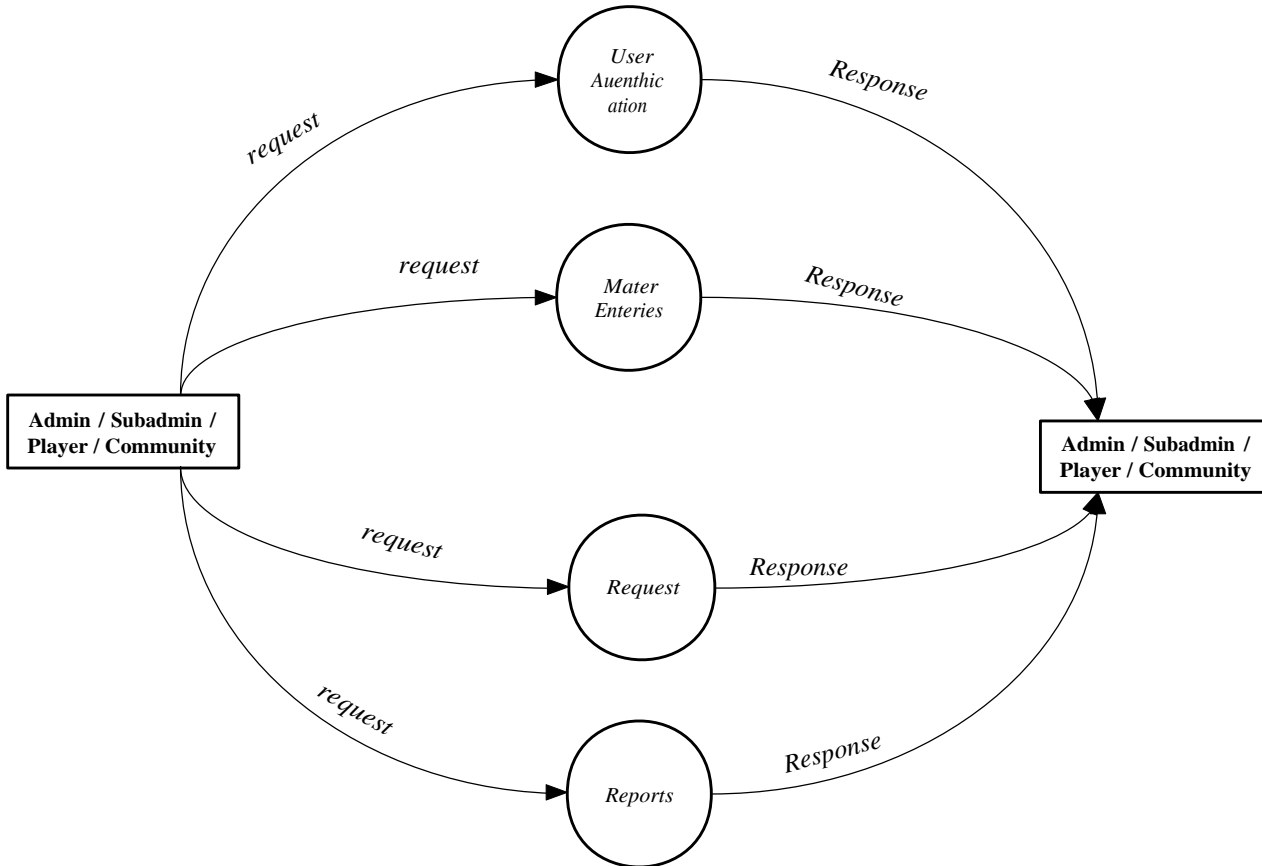 User
Auenthic
ation
Response
request
request
Mater
Enteries
Response
Admin / Subadmin /
Player / Community
Admin / Subadmin /
Player / Community
request
Request
Response
request
Reports
Response